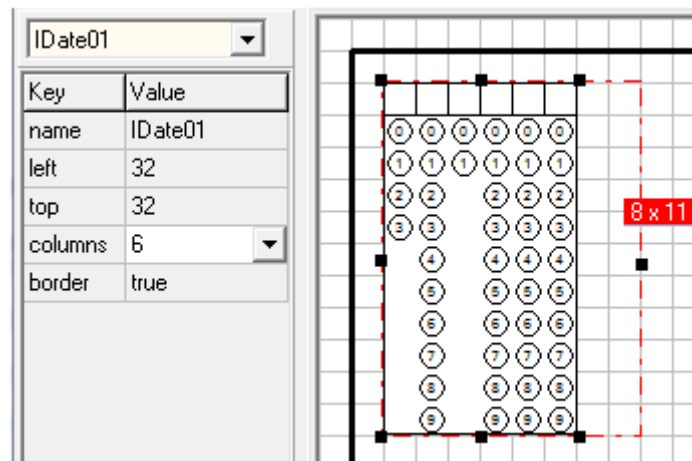 IDate01
Key Value
name IDate01
left 32
top 32
columns 6
border true
0 0 0 0 0 0
1 1 1 1 1 1
2 2 2 2 2
3 3 3 3 3
4 4 4 4
5 5 5 5
6 6 6 6
7 7 7 7
8 8 8 8
9 9 9 9
8 x 11